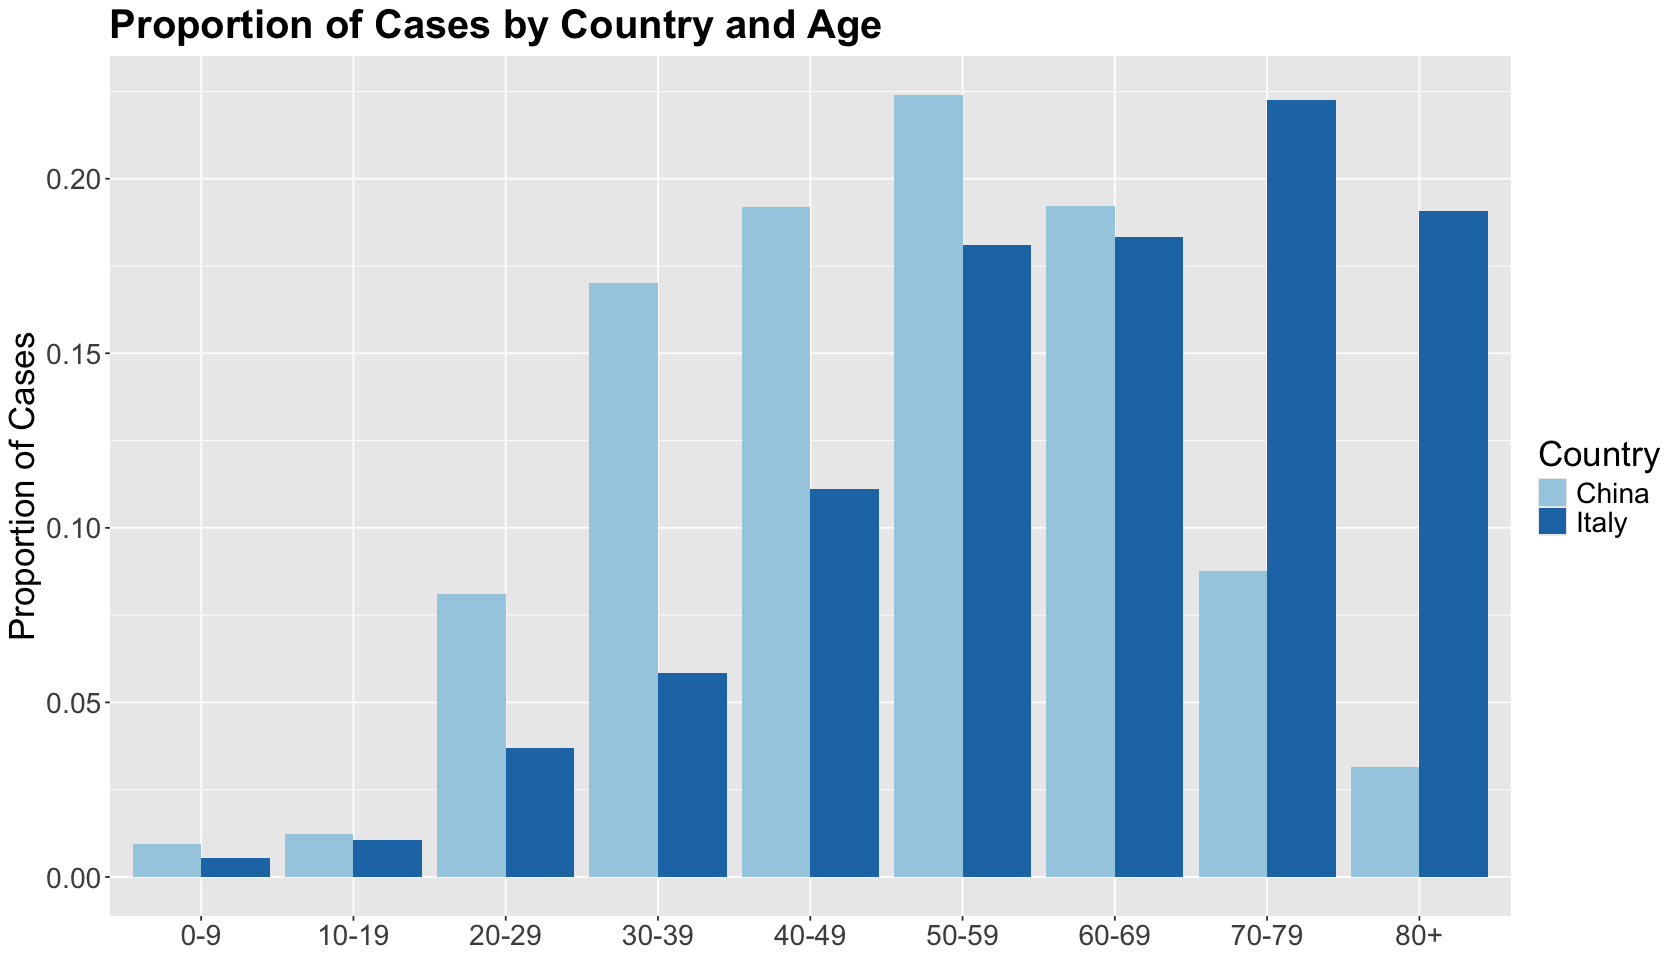 Proportion of Cases by Country and Age
Proportion of Cases
0.20
0.15
0.10
0.05
0.00
0-9
10-19
20-29
30-39
40-49
50-59
60-69
70-79
80+
Country
China
Italy